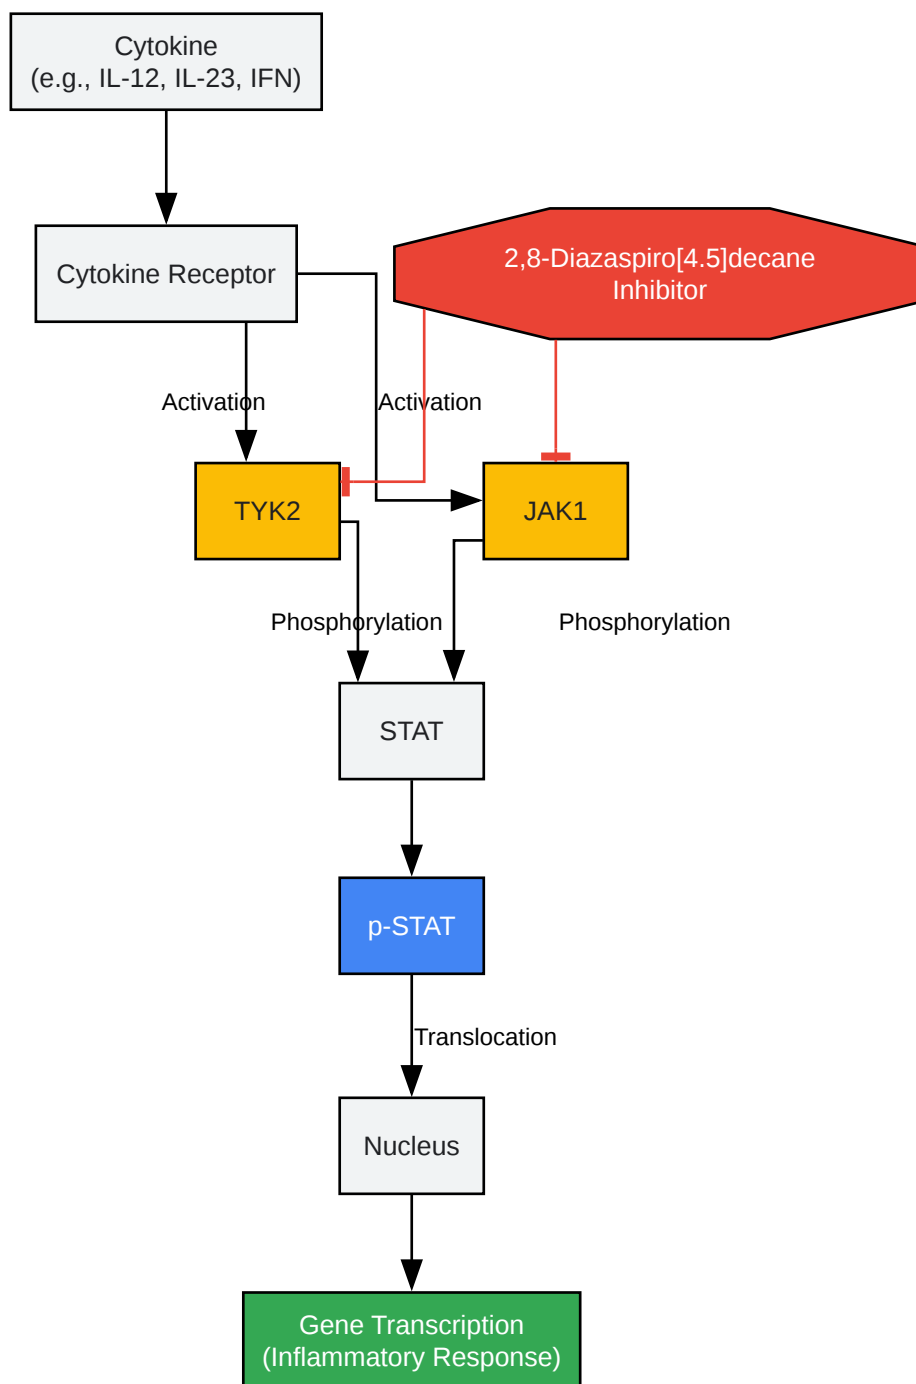 Cytokine
(e.g., IL-12, IL-23, IFN)
Cytokine Receptor
2,8-Diazaspiro[4.5]decane
Inhibitor
Activation
Activation
TYK2
JAK1
Phosphorylation
Phosphorylation
STAT
p-STAT
Translocation
Nucleus
Gene Transcription
(Inflammatory Response)